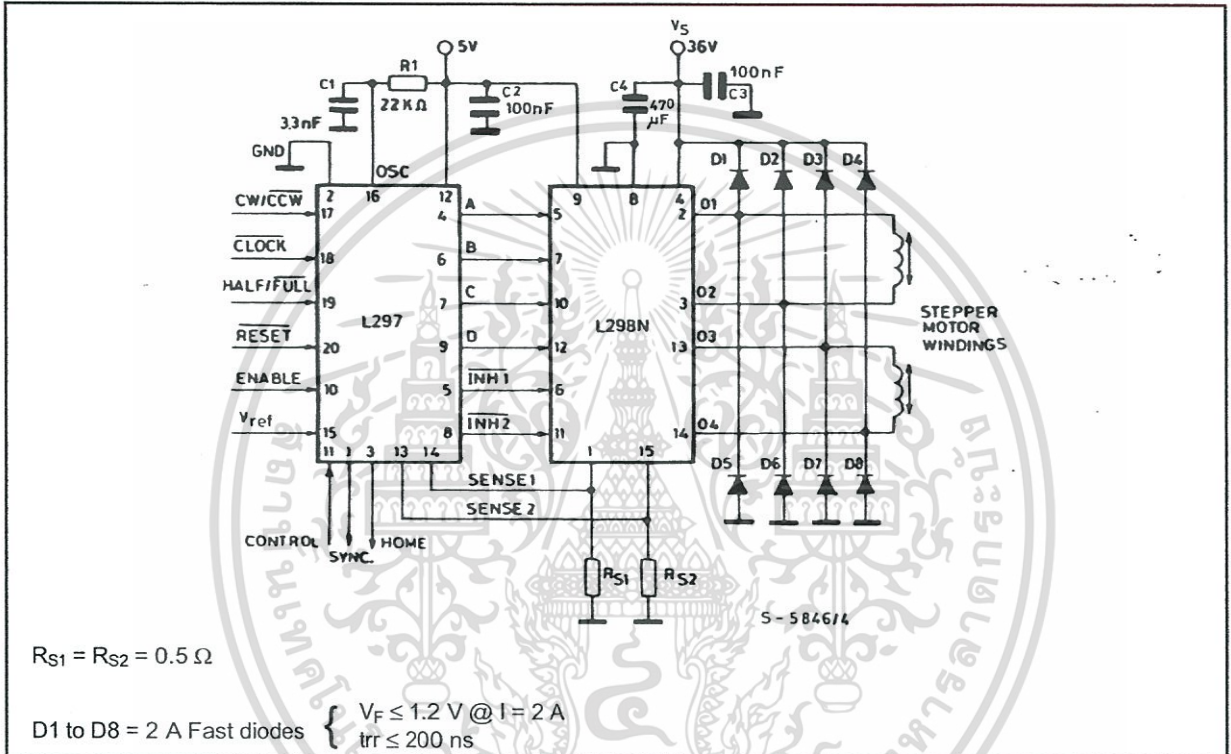 Vs
5V
36V
R1
C1
22KΩ
3.3nF
C2
100nF
C4
470
μF
100nF
C3
GND
OSC
D1 D2 D3 D4
2 16 12
9 8 4
CW/CCW 17
4 A 5
2 01
CLOCK 18
6 B 7
HALF/FULL 19
7 C 10
3 02
L297
L298N
STEPPER
MOTOR
WINDINGS
RESET 20
9 D 12
13 03
ENABLE 10
5 INH1 6
Vref 15
8 INH2 11
14 04
11 1 3 13 14
1 15
D5 D6 D7 D8
SENSE1
SENSE 2
CONTROL
SYNC.
HOME
RS1 RS2
S-5846/4
RS1 = RS2 = 0.5 Ω
D1 to D8 = 2 A Fast diodes { VF ≤ 1.2 V @ I = 2 A
trr ≤ 200 ns